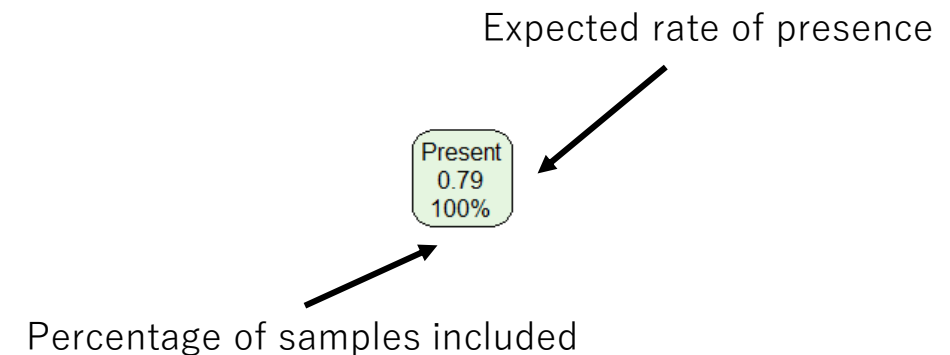 Expected rate of presence
Present
0.79
100%
Percentage of samples included